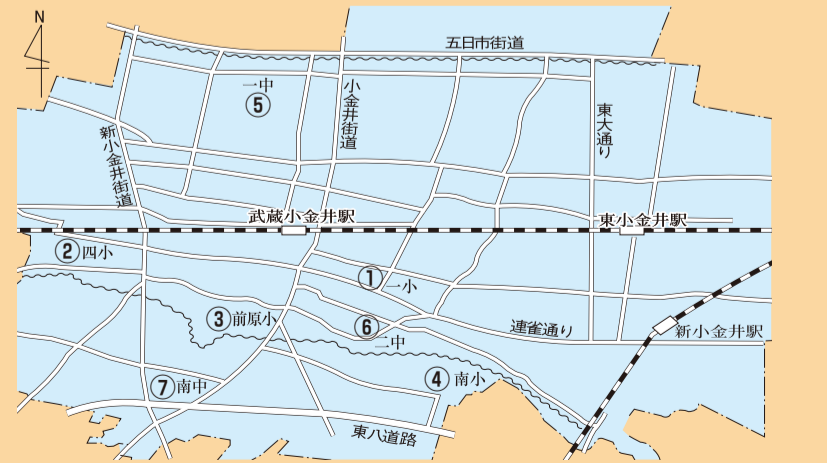 N
五日市街道
一中
⑤
小金井街道
東大通り
新小金井街道
武蔵小金井駅
東小金井駅
②四小
①一小
③前原小
⑥
二中
連雀通り
新小金井駅
④南小
⑦南中
東八道路